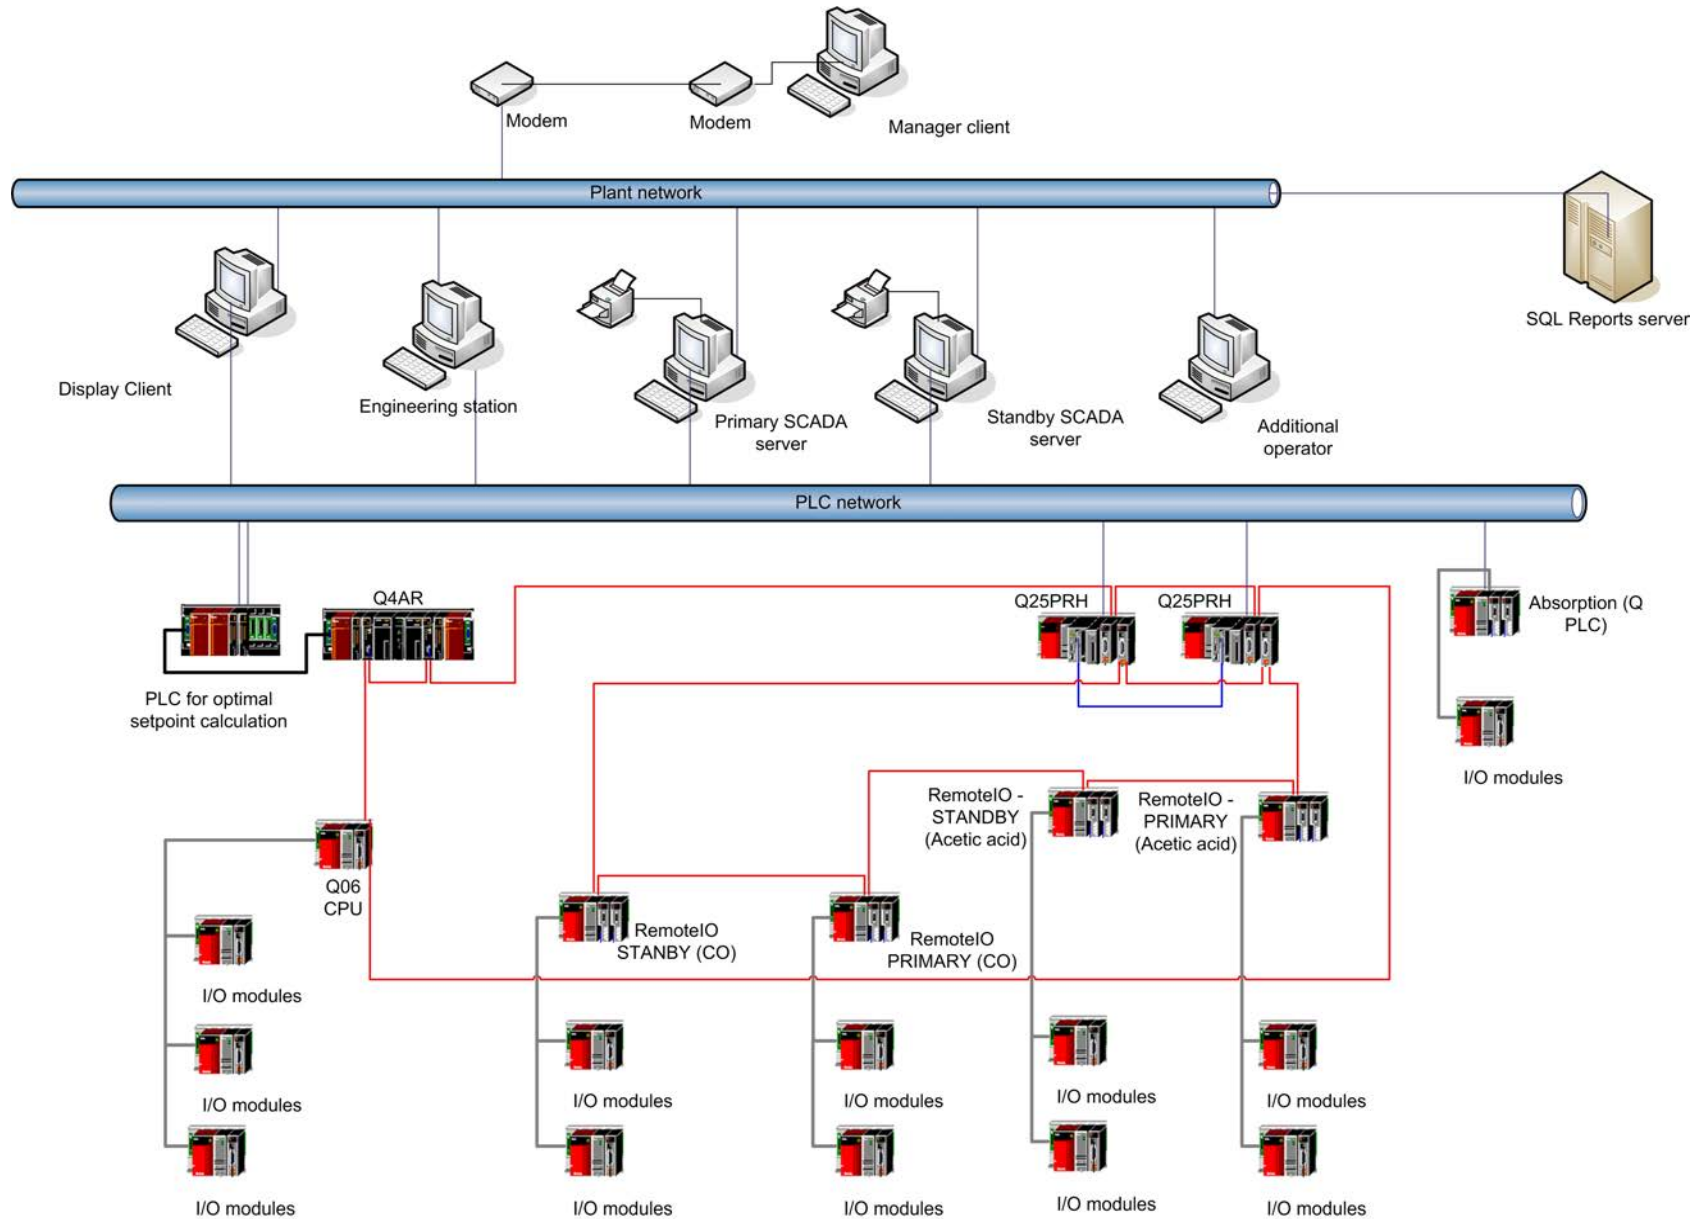 Modem
Modem
Manager client
Plant network
SQL Reports server
Display Client
Engineering station
Primary SCADA
server
Standby SCADA
server
Additional
operator
PLC network
Q4AR
Q25PRH
Q25PRH
Absorption (Q
PLC)
PLC for optimal
setpoint calculation
I/O modules
RemoteIO -
STANDBY
(Acetic acid)
RemoteIO -
PRIMARY
(Acetic acid)
Q06
CPU
RemoteIO
STANBY (CO)
RemoteIO
PRIMARY (CO)
I/O modules
I/O modules
I/O modules
I/O modules
I/O modules
I/O modules
I/O modules
I/O modules
I/O modules
I/O modules
I/O modules